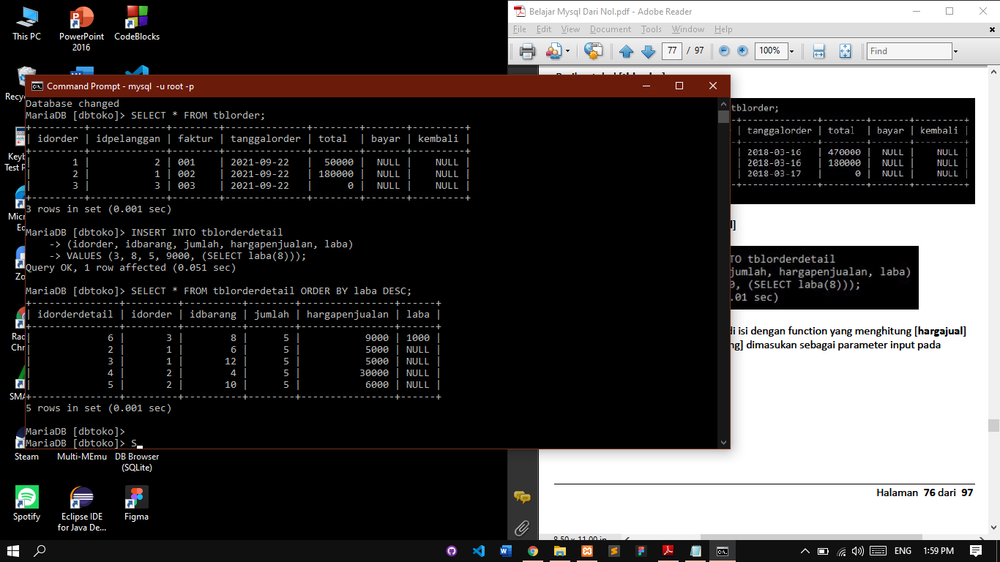 This PC
PowerPoint
2016
CodeBlocks
Command Prompt - mysql  -u root -p
Database changed
MariaDB [dbtoko]> SELECT * FROM tblorder;
+---------+-------------+--------+--------------+--------+-------+---------+
| idorder | idpelanggan | faktur | tanggalorder | total  | bayar | kembali |
+---------+-------------+--------+--------------+--------+-------+---------+
|       1 |           2 | 001    | 2021-09-22   |  50000 |  NULL |    NULL |
|       2 |           1 | 002    | 2021-09-22   | 180000 |  NULL |    NULL |
|       3 |           3 | 003    | 2021-09-22   |      0 |  NULL |    NULL |
+---------+-------------+--------+--------------+--------+-------+---------+
3 rows in set (0.001 sec)
MariaDB [dbtoko]> INSERT INTO tblorderdetail
    -> (idorder, idbarang, jumlah, hargapenjualan, laba)
    -> VALUES (3, 8, 5, 9000, (SELECT laba(8)));
Query OK, 1 row affected (0.051 sec)
MariaDB [dbtoko]> SELECT * FROM tblorderdetail ORDER BY laba DESC;
+---------------+---------+----------+--------+----------------+------+
| idorderdetail | idorder | idbarang | jumlah | hargapenjualan | laba |
+---------------+---------+----------+--------+----------------+------+
|             6 |       3 |        8 |      5 |           9000 | 1000 |
|             2 |       1 |        6 |      5 |           5000 | NULL |
|             3 |       1 |       12 |      5 |           5000 | NULL |
|             4 |       2 |        4 |      5 |          30000 | NULL |
|             5 |       2 |       10 |      5 |           6000 | NULL |
+---------------+---------+----------+--------+----------------+------+
5 rows in set (0.001 sec)
MariaDB [dbtoko]>
MariaDB [dbtoko]> S
Steam
Multi-MEmu
DB Browser
(SQLite)
Spotify
Eclipse IDE
for Java De...
Figma
Belajar Mysql Dari Nol.pdf - Adobe Reader
File Edit View Document Tools Window Help
77 / 97 100% Find
tblorder;
| tanggalorder | total  | bayar | kembali |
| 2018-03-16   | 470000 |  NULL |    NULL |
| 2018-03-16   | 180000 |  NULL |    NULL |
| 2018-03-17   |      0 |  NULL |    NULL |
TO tblorderdetail
jumlah, hargapenjualan, laba)
0, (SELECT laba(8)));
.01 sec)
di isi dengan function yang menghitung [hargajual]
ng] dimasukan sebagai parameter input pada
Halaman 76 dari 97
8.50 x 11.00 in
ENG 1:59 PM